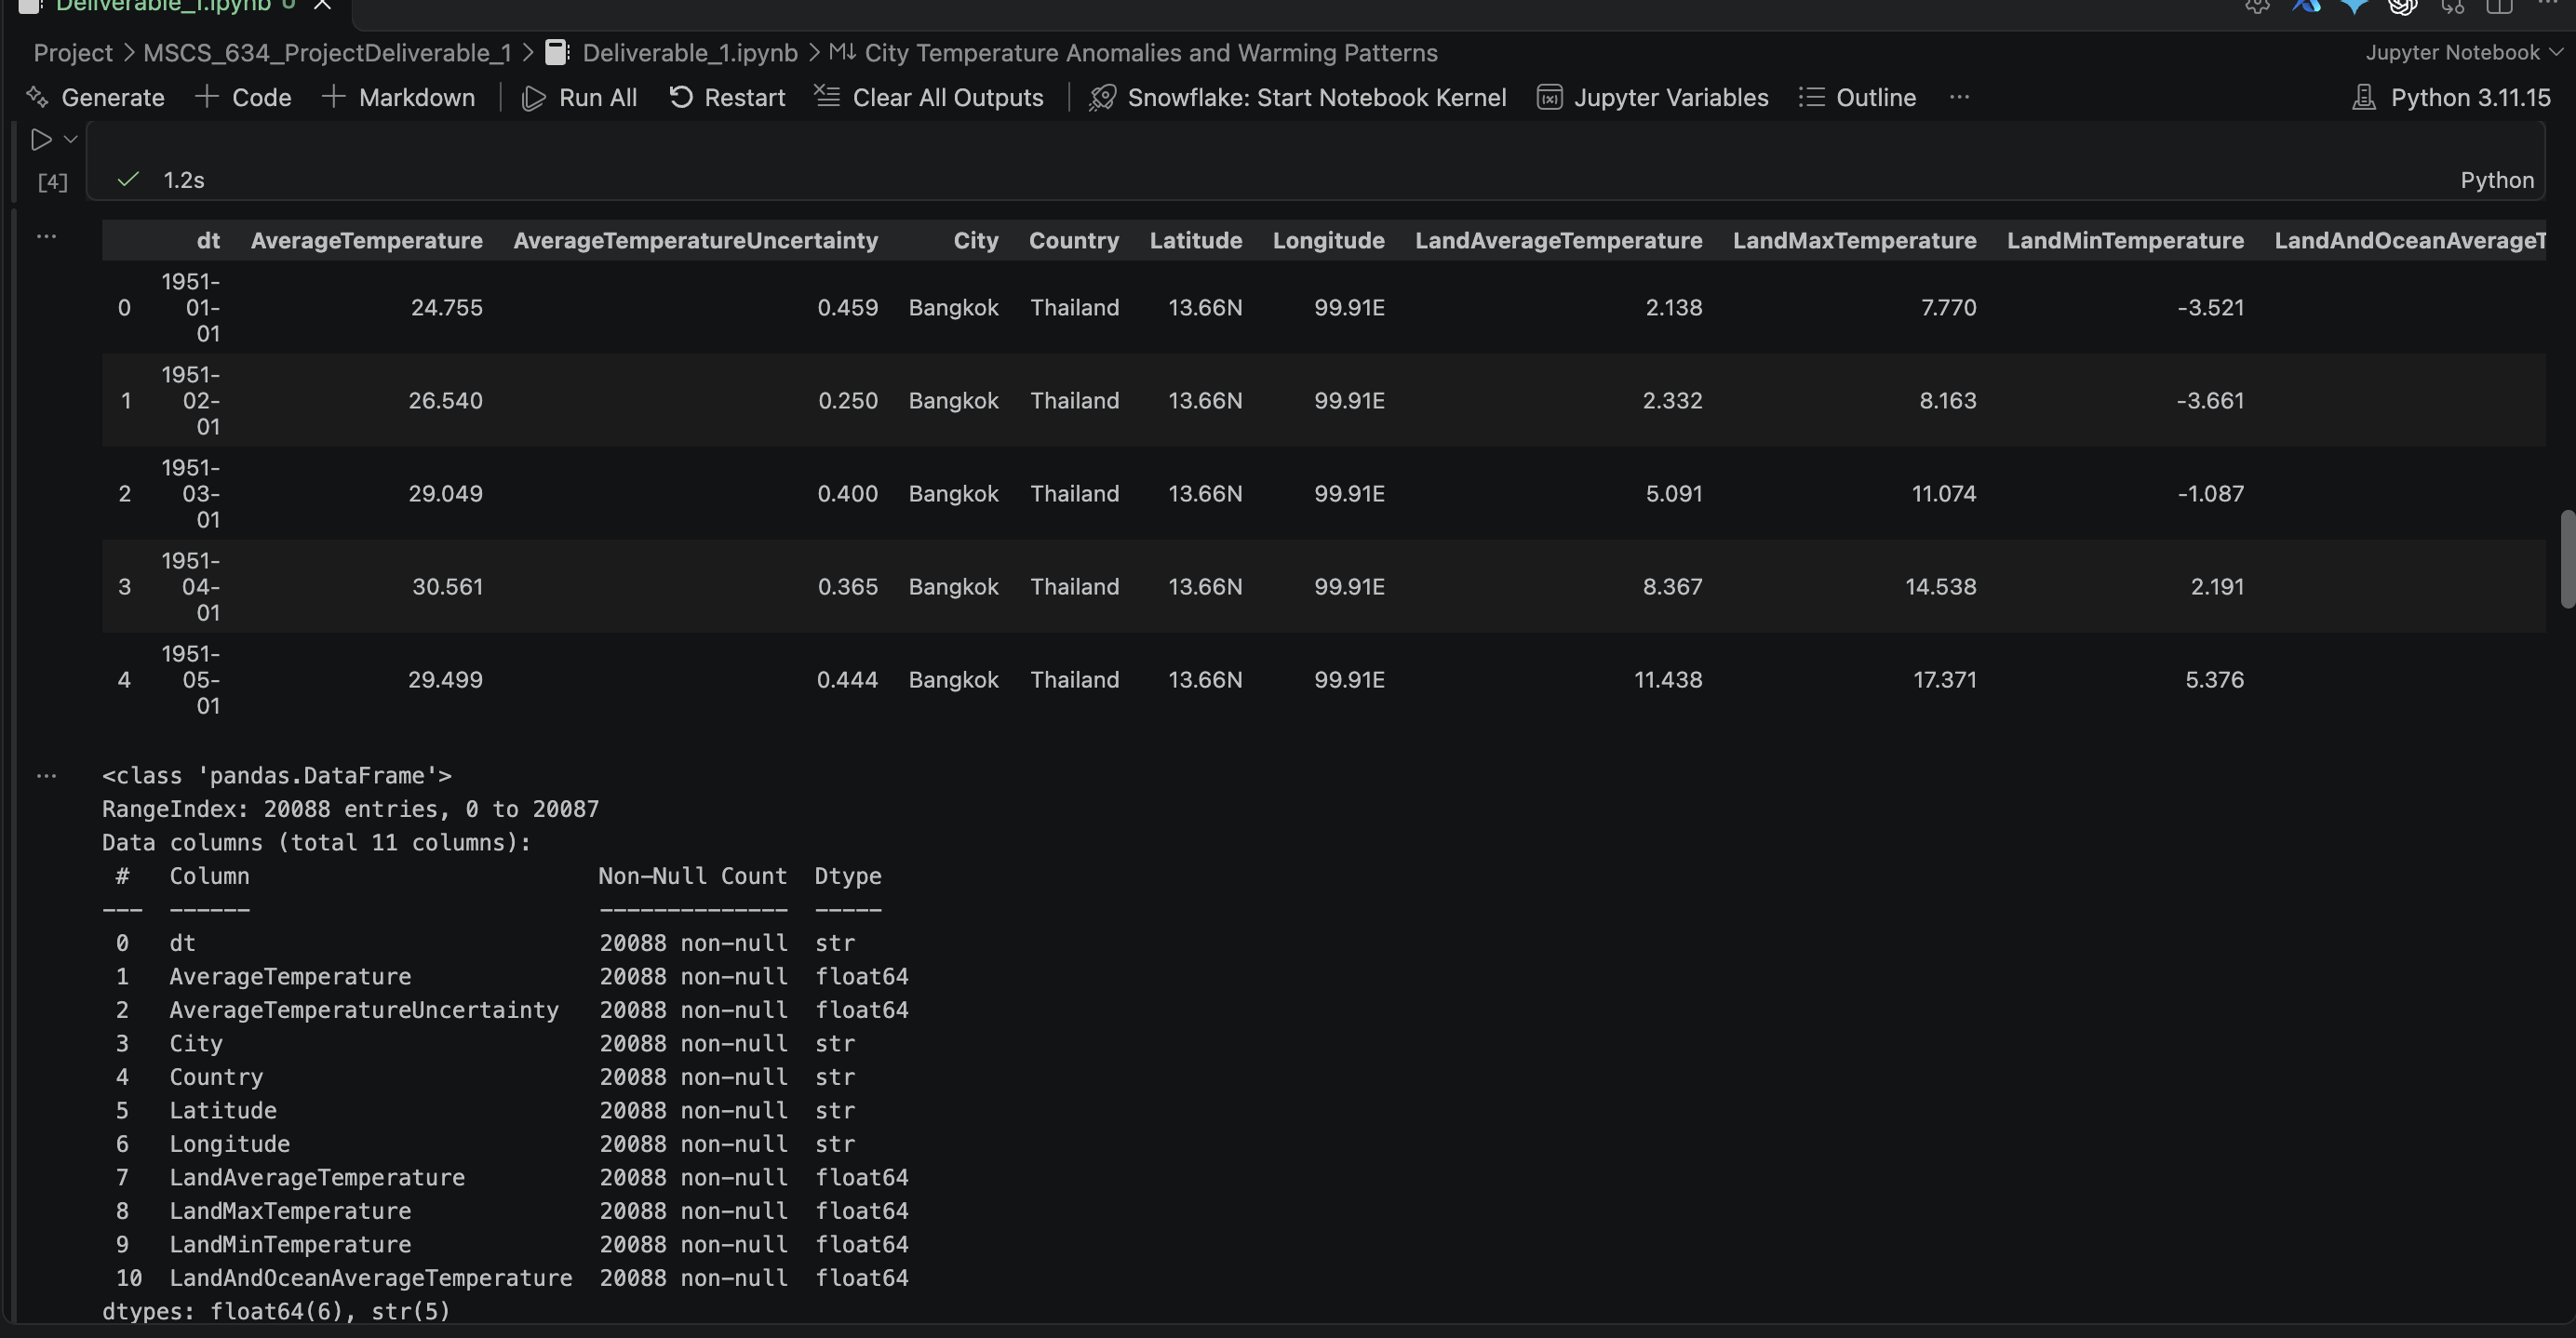 Deliverable_1.ipynb U
Project > MSCS_634_ProjectDeliverable_1 > Deliverable_1.ipynb > M↓ City Temperature Anomalies and Warming Patterns
Jupyter Notebook
Generate + Code + Markdown Run All Restart Clear All Outputs Snowflake: Start Notebook Kernel Jupyter Variables Outline ... Python 3.11.15
[4] 1.2s Python
dt AverageTemperature AverageTemperatureUncertainty City Country Latitude Longitude LandAverageTemperature LandMaxTemperature LandMinTemperature LandAndOceanAverageT
0 1951-01-01 24.755 0.459 Bangkok Thailand 13.66N 99.91E 2.138 7.770 -3.521
1 1951-02-01 26.540 0.250 Bangkok Thailand 13.66N 99.91E 2.332 8.163 -3.661
2 1951-03-01 29.049 0.400 Bangkok Thailand 13.66N 99.91E 5.091 11.074 -1.087
3 1951-04-01 30.561 0.365 Bangkok Thailand 13.66N 99.91E 8.367 14.538 2.191
4 1951-05-01 29.499 0.444 Bangkok Thailand 13.66N 99.91E 11.438 17.371 5.376
<class 'pandas.DataFrame'>
RangeIndex: 20088 entries, 0 to 20087
Data columns (total 11 columns):
# Column Non-Null Count Dtype
--- ------ -------------- -----
0 dt 20088 non-null str
1 AverageTemperature 20088 non-null float64
2 AverageTemperatureUncertainty 20088 non-null float64
3 City 20088 non-null str
4 Country 20088 non-null str
5 Latitude 20088 non-null str
6 Longitude 20088 non-null str
7 LandAverageTemperature 20088 non-null float64
8 LandMaxTemperature 20088 non-null float64
9 LandMinTemperature 20088 non-null float64
10 LandAndOceanAverageTemperature 20088 non-null float64
dtypes: float64(6), str(5)